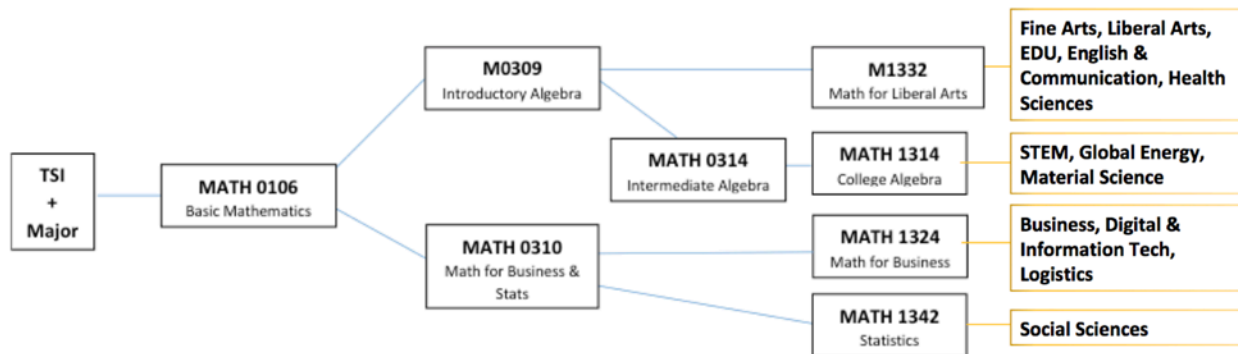 TSI
+
Major
MATH 0106
Basic Mathematics
M0309
Introductory Algebra
MATH 0310
Math for Business &
Stats
MATH 0314
Intermediate Algebra
M1332
Math for Liberal Arts
MATH 1314
College Algebra
MATH 1324
Math for Business
MATH 1342
Statistics
Fine Arts, Liberal Arts,
EDU, English &
Communication, Health
Sciences
STEM, Global Energy,
Material Science
Business, Digital &
Information Tech,
Logistics
Social Sciences